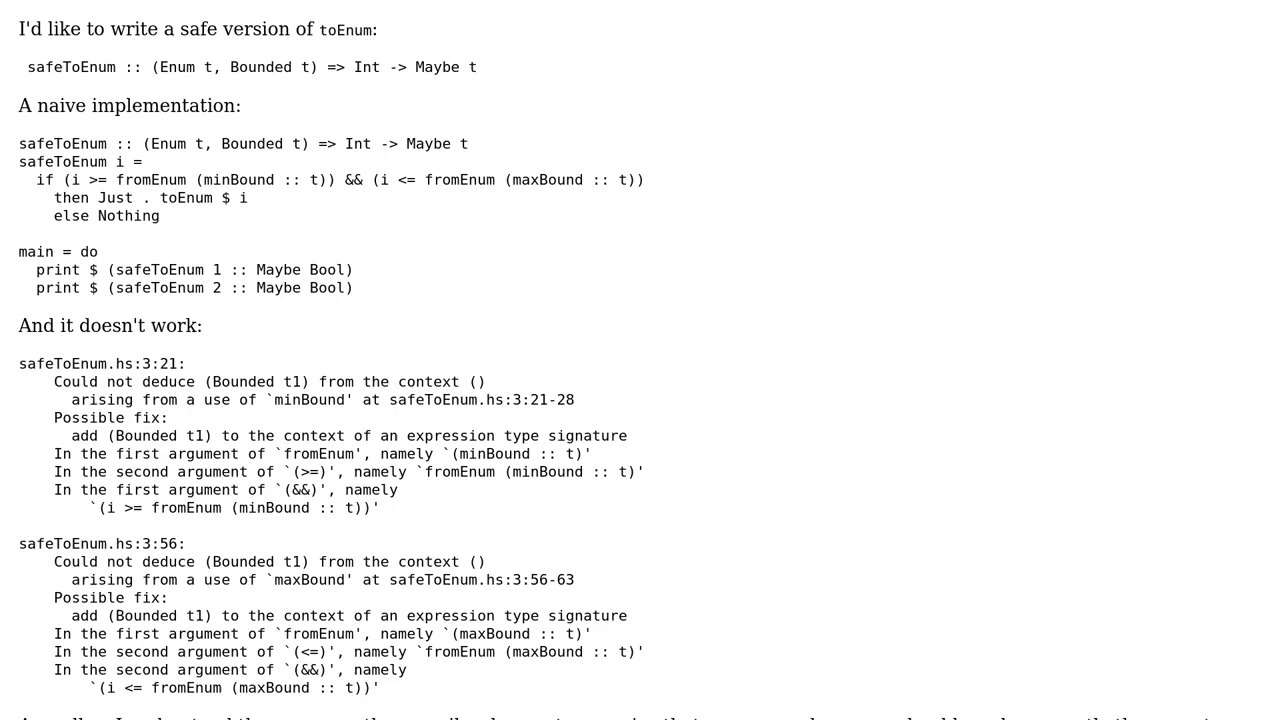 I'd like to write a safe version of toEnum:
safeToEnum :: (Enum t, Bounded t) => Int -> Maybe t
A naive implementation:
safeToEnum :: (Enum t, Bounded t) => Int -> Maybe t
safeToEnum i =
  if (i >= fromEnum (minBound :: t)) && (i <= fromEnum (maxBound :: t))
    then Just . toEnum $ i
    else Nothing
main = do
  print $ (safeToEnum 1 :: Maybe Bool)
  print $ (safeToEnum 2 :: Maybe Bool)
And it doesn't work:
safeToEnum.hs:3:21:
    Could not deduce (Bounded t1) from the context ()
      arising from a use of `minBound' at safeToEnum.hs:3:21-28
    Possible fix:
      add (Bounded t1) to the context of an expression type signature
    In the first argument of `fromEnum', namely `(minBound :: t)'
    In the second argument of `(>=)', namely `fromEnum (minBound :: t)'
    In the first argument of `(&&)', namely
        `(i >= fromEnum (minBound :: t))'
safeToEnum.hs:3:56:
    Could not deduce (Bounded t1) from the context ()
      arising from a use of `maxBound' at safeToEnum.hs:3:56-63
    Possible fix:
      add (Bounded t1) to the context of an expression type signature
    In the first argument of `fromEnum', namely `(maxBound :: t)'
    In the second argument of `(<=)', namely `fromEnum (maxBound :: t)'
    In the second argument of `(&&)', namely
        `(i <= fromEnum (maxBound :: t))'